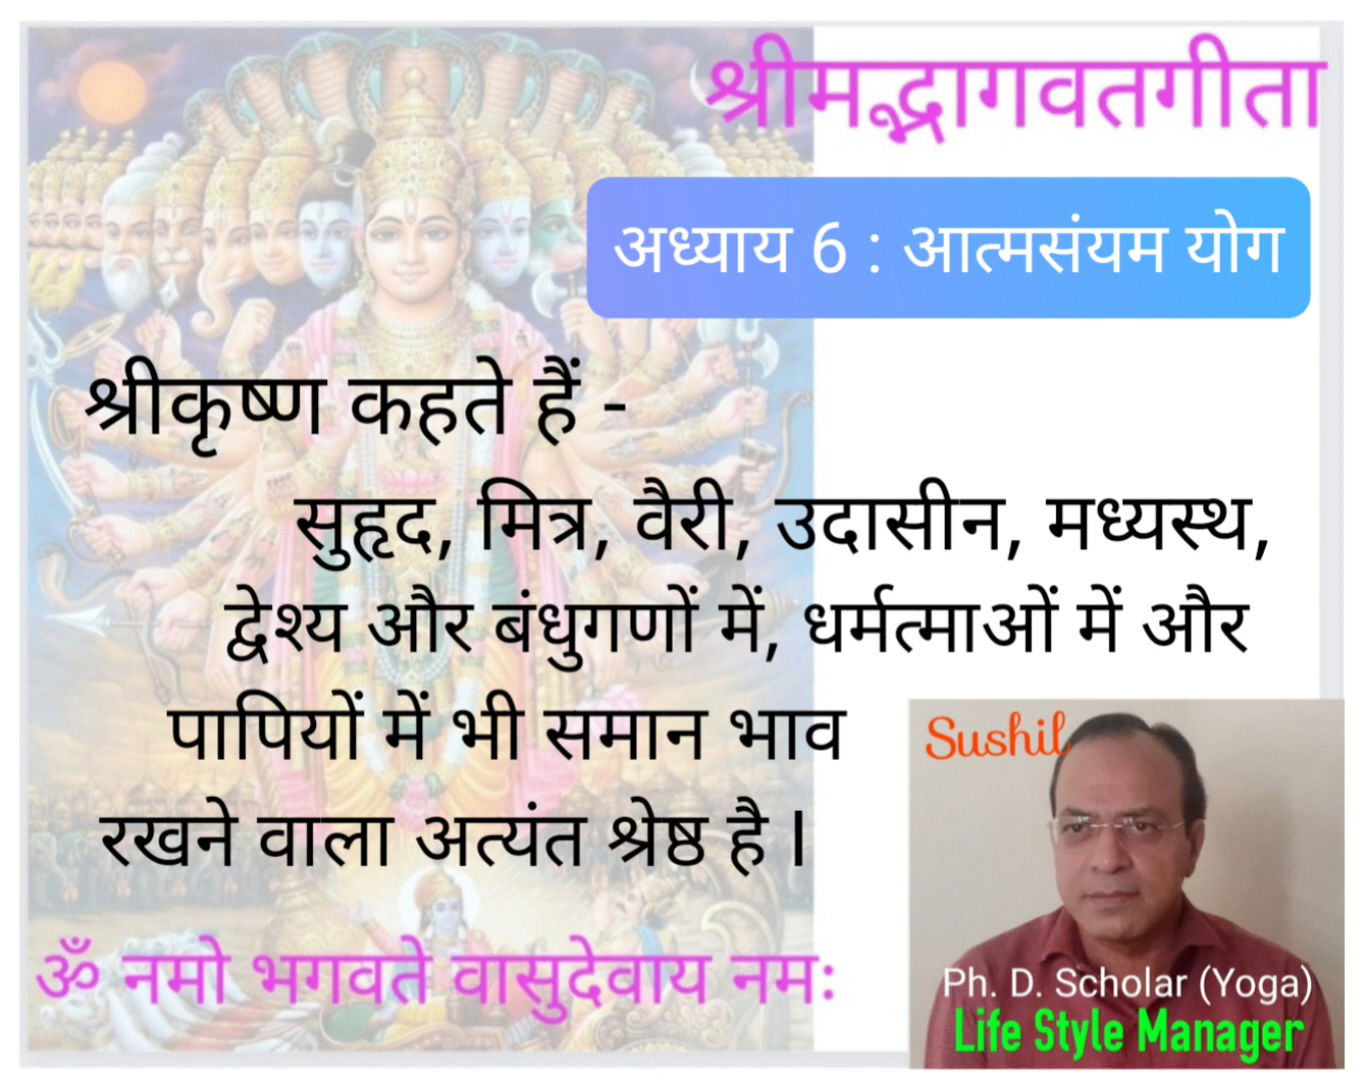 श्रीमद्भागवतगीता
अध्याय 6 : आत्मसंयम योग
श्रीकृष्ण कहते हैं -
सुहृद, मित्र, वैरी, उदासीन, मध्यस्थ,
द्वेश्य और बंधुगणों में, धर्मत्माओं में और
पापियों में भी समान भाव
रखने वाला अत्यंत श्रेष्ठ है I
ॐ नमो भगवते वासुदेवाय नमः
Sushil
Ph. D. Scholar (Yoga)
Life Style Manager